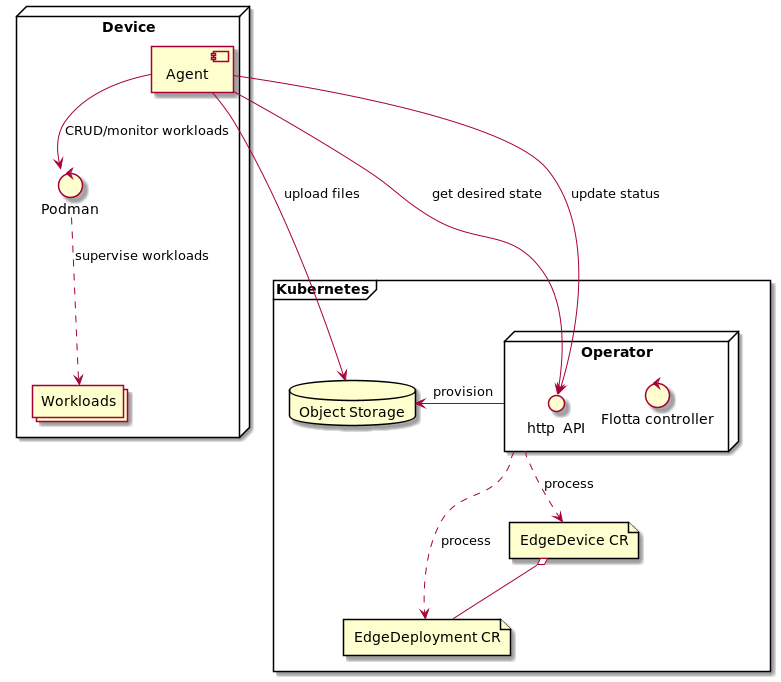 Device
Agent
CRUD/monitor workloads
upload files
get desired state
update status
Podman
supervise workloads
Kubernetes
Operator
Workloads
Object Storage
provision
http  API
Flotta controller
process
EdgeDevice CR
process
EdgeDeployment CR